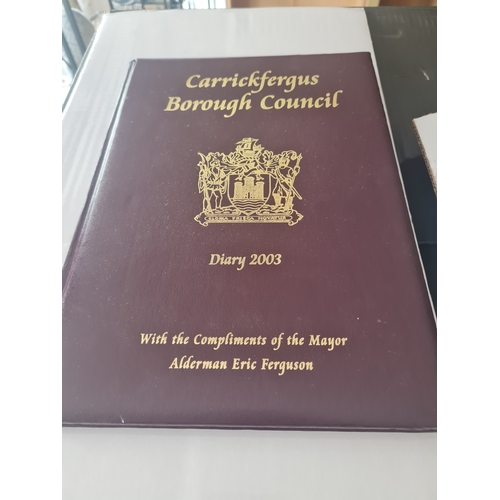 Carrickfergus
Borough Council
Diary 2003
With the Compliments of the Mayor
Alderman Eric Ferguson